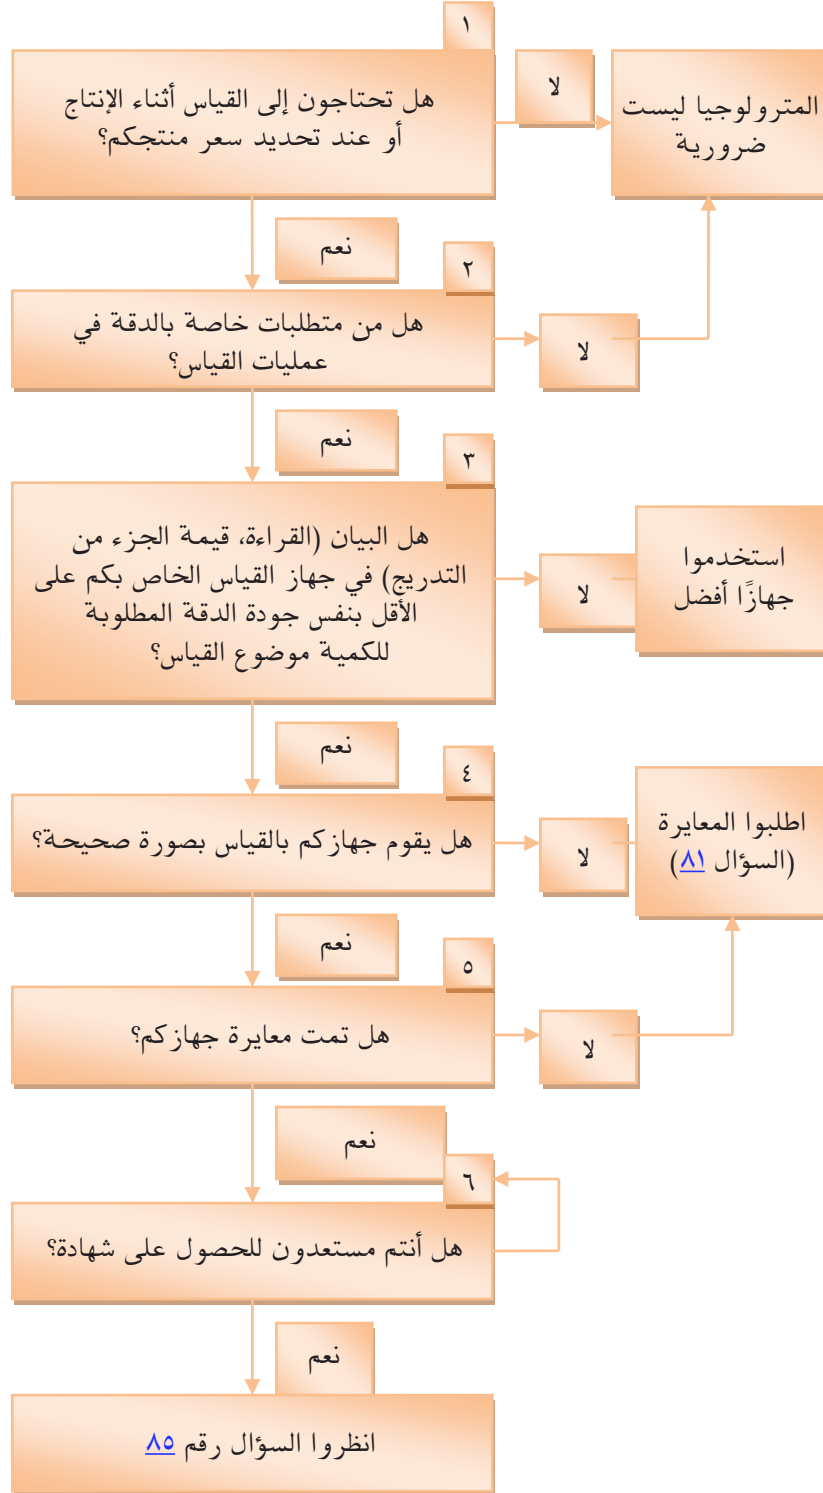 ١
هل تحتاجون إلى القياس أثناء الإنتاج
أو عند تحديد سعر منتجكم؟
لا
المترولوجيا ليست
ضرورية
نعم
٢
هل من متطلبات خاصة بالدقة في
عمليات القياس؟
لا
نعم
٣
هل البيان (القراءة، قيمة الجزء من
التدريج) في جهاز القياس الخاص بكم على
الأقل بنفس جودة الدقة المطلوبة
للكمية موضوع القياس؟
لا
استخدموا
جهازًا أفضل
نعم
٤
هل يقوم جهازكم بالقياس بصورة صحيحة؟
لا
اطلبوا المعايرة
(السؤال ٨١)
نعم
٥
هل تمت معايرة جهازكم؟
لا
نعم
٦
هل أنتم مستعدون للحصول على شهادة؟
نعم
انظروا السؤال رقم ٨٥